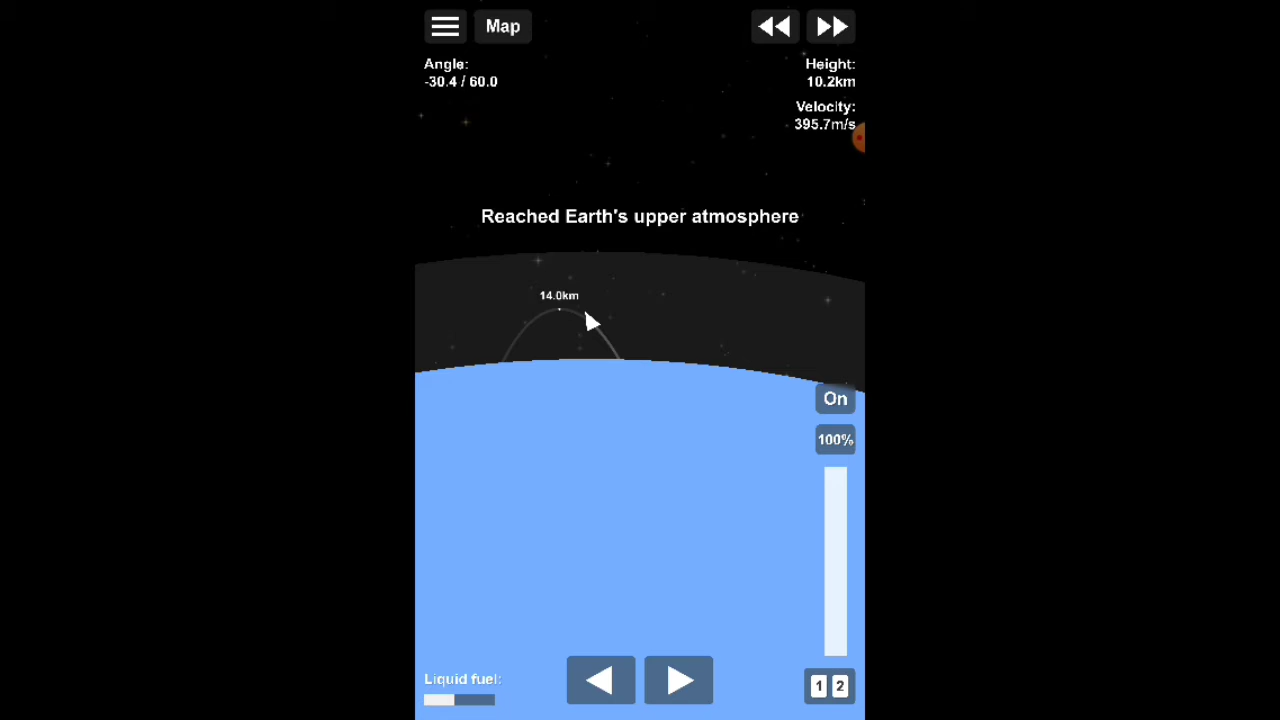 Map
Angle:
-30.4 / 60.0
Height:
10.2km
Velocity:
395.7m/s
Reached Earth's upper atmosphere
14.0km
On
100%
Liquid fuel:
1 2